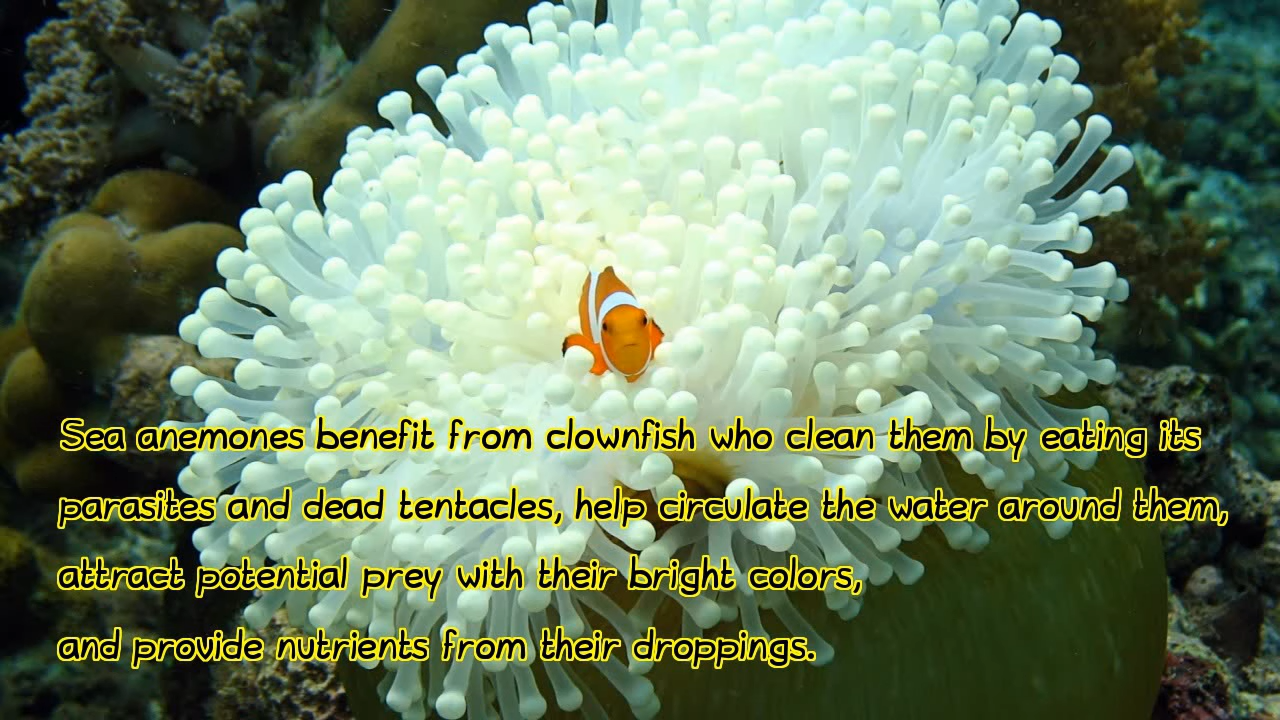 Sea anemones benefit from clownfish who clean them by eating its
parasites and dead tentacles, help circulate the water around them,
attract potential prey with their bright colors,
and provide nutrients from their droppings.